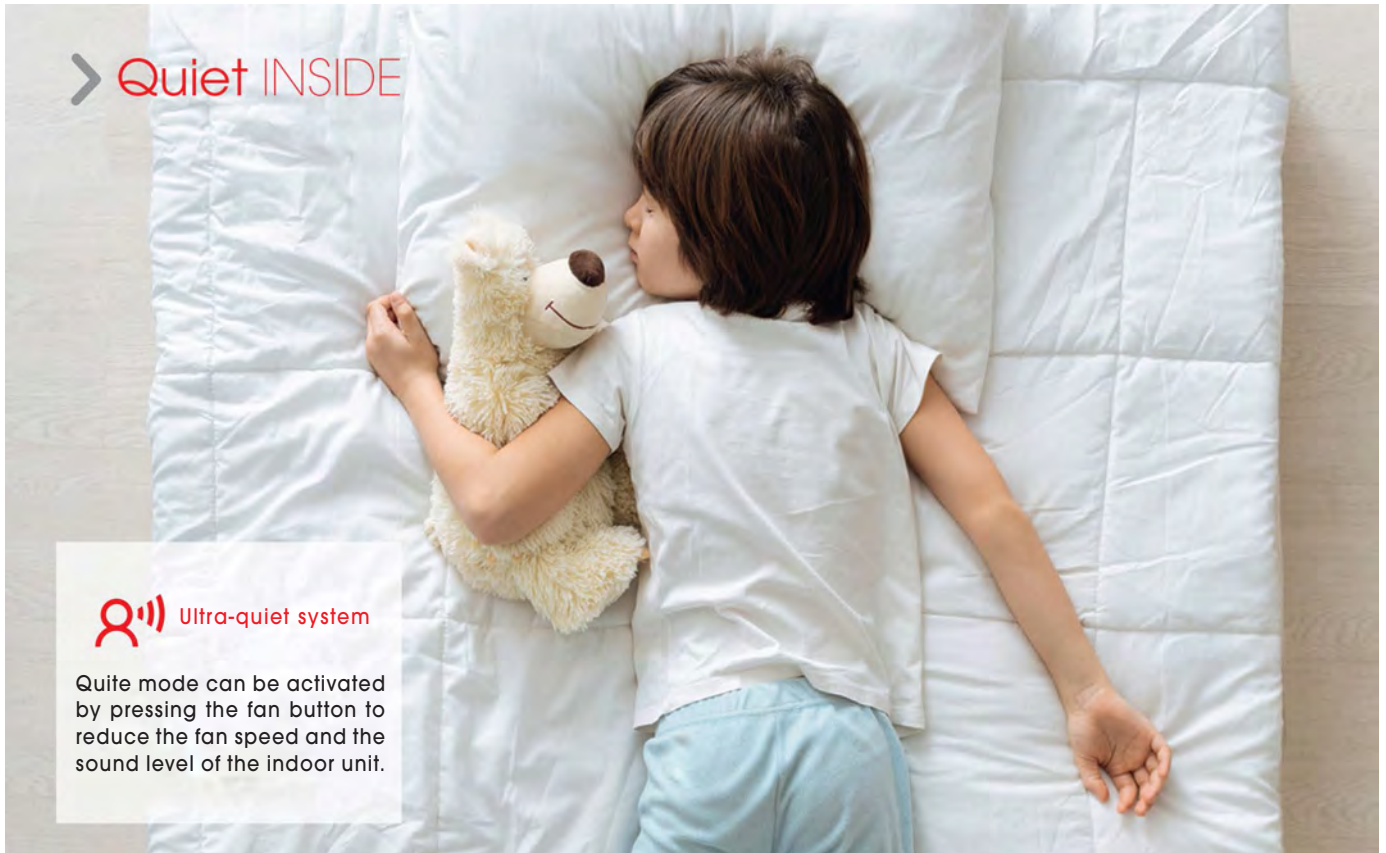 Quiet INSIDE
Ultra-quiet system
Quite mode can be activated
by pressing the fan button to
reduce the fan speed and the
sound level of the indoor unit.